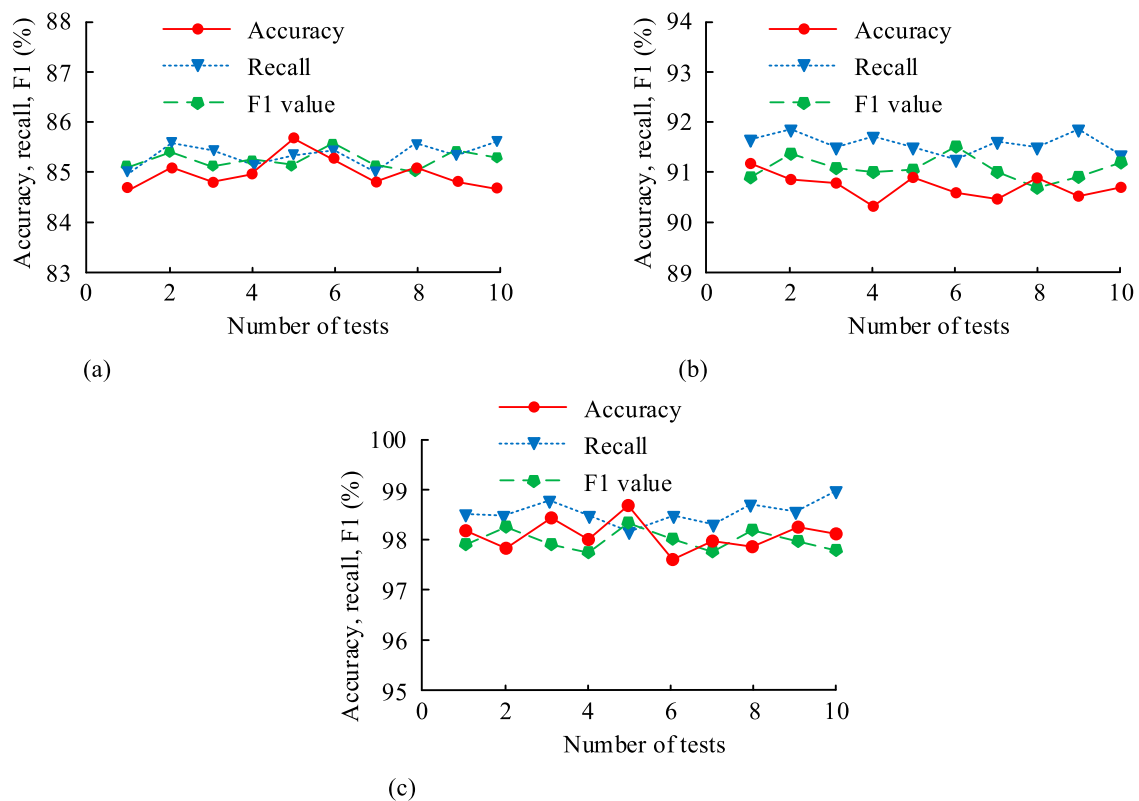 Accuracy, recall, F1 (%)
88
87
86
85
84
83
0
2
4
6
8
10
Number of tests
Accuracy
Recall
F1 value
(a)
Accuracy, recall, F1 (%)
94
93
92
91
90
89
0
2
4
6
8
10
Number of tests
Accuracy
Recall
F1 value
(b)
Accuracy, recall, F1 (%)
100
99
98
97
96
95
0
2
4
6
8
10
Number of tests
Accuracy
Recall
F1 value
(c)